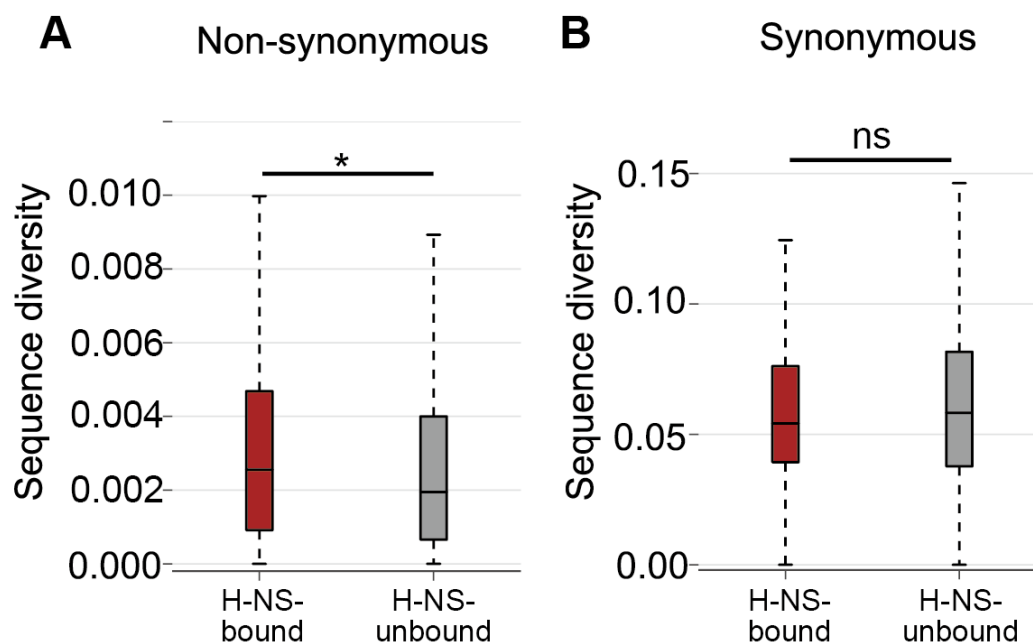 A
Non-synonymous
Sequence diversity
0.010
0.008
0.006
0.004
0.002
0.000
*
H-NS-
bound
H-NS-
unbound
B
Synonymous
Sequence diversity
0.15
0.10
0.05
0.00
ns
H-NS-
bound
H-NS-
unbound